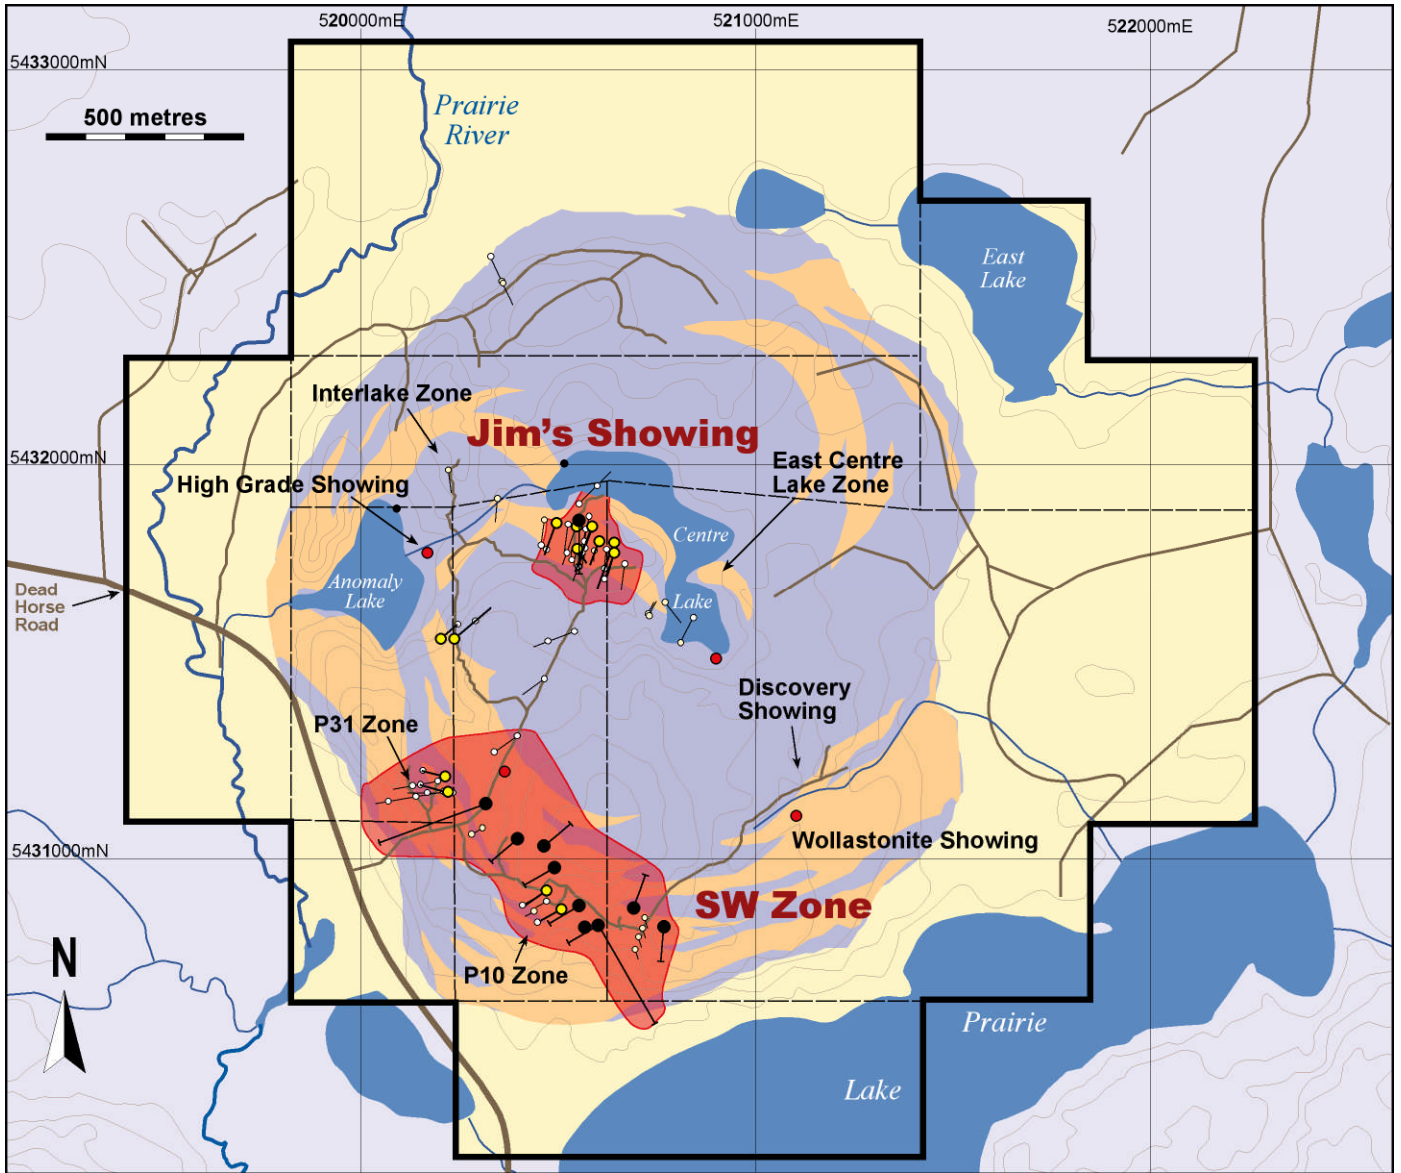 520000mE
521000mE
522000mE
5433000mN
500 metres
Prairie
River
East
Lake
Interlake Zone
Jim's Showing
5432000mN
High Grade Showing
East Centre
Lake Zone
Centre
Lake
Anomaly
Lake
Dead
Horse
Road
Discovery
Showing
P31 Zone
Wollastonite Showing
5431000mN
SW Zone
P10 Zone
N
Prairie
Lake